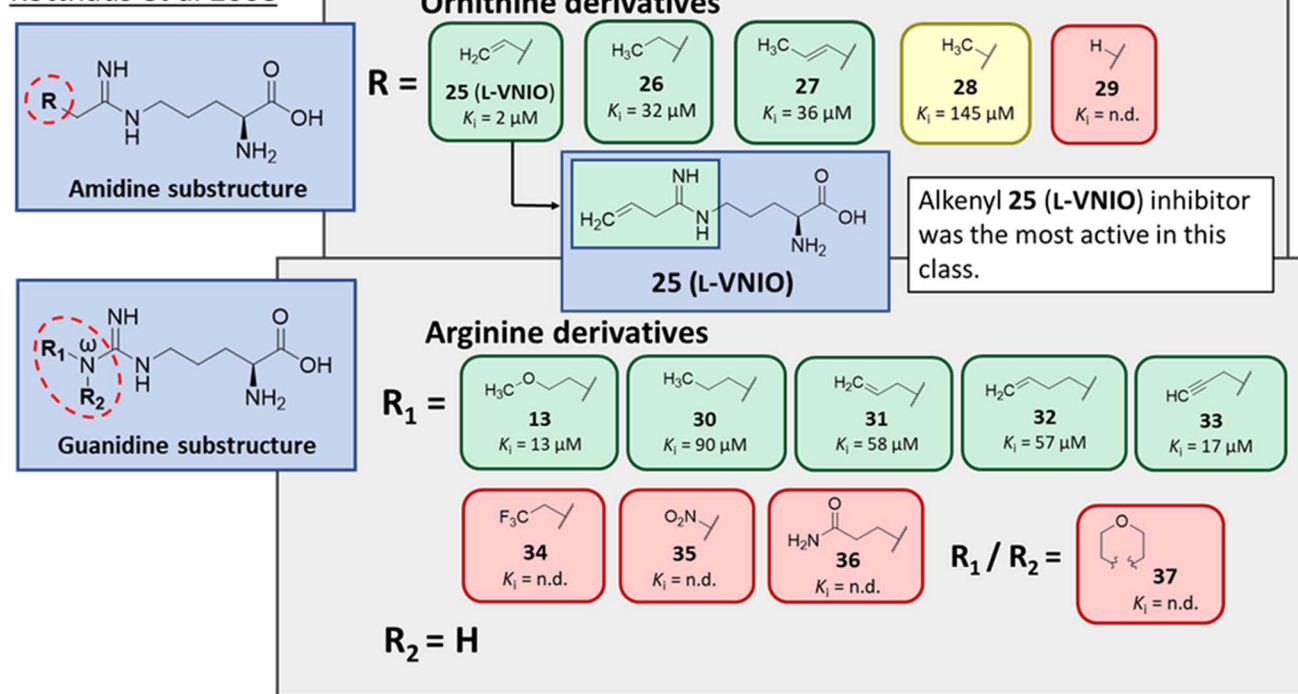 Ornithine derivatives
NH
O
R
N
H
OH
NH₂
Amidine substructure
R =
H₂C
25 (L-VNIO)
Kᵢ = 2 µM
H₃C
26
Kᵢ = 32 µM
H₃C
27
Kᵢ = 36 µM
H₃C
28
Kᵢ = 145 µM
H
29
Kᵢ = n.d.
NH
O
H₂C
N
H
OH
NH₂
25 (L-VNIO)
Alkenyl 25 (L-VNIO) inhibitor
was the most active in this
class.
NH
O
R₁
ω
N
R₂
N
H
OH
NH₂
Guanidine substructure
Arginine derivatives
R₁ =
H₃C
O
13
Kᵢ = 13 µM
H₃C
30
Kᵢ = 90 µM
H₂C
31
Kᵢ = 58 µM
H₂C
32
Kᵢ = 57 µM
HC
33
Kᵢ = 17 µM
F₃C
34
Kᵢ = n.d.
O₂N
35
Kᵢ = n.d.
O
H₂N
36
Kᵢ = n.d.
R₁ / R₂ =
O
37
Kᵢ = n.d.
R₂ = H